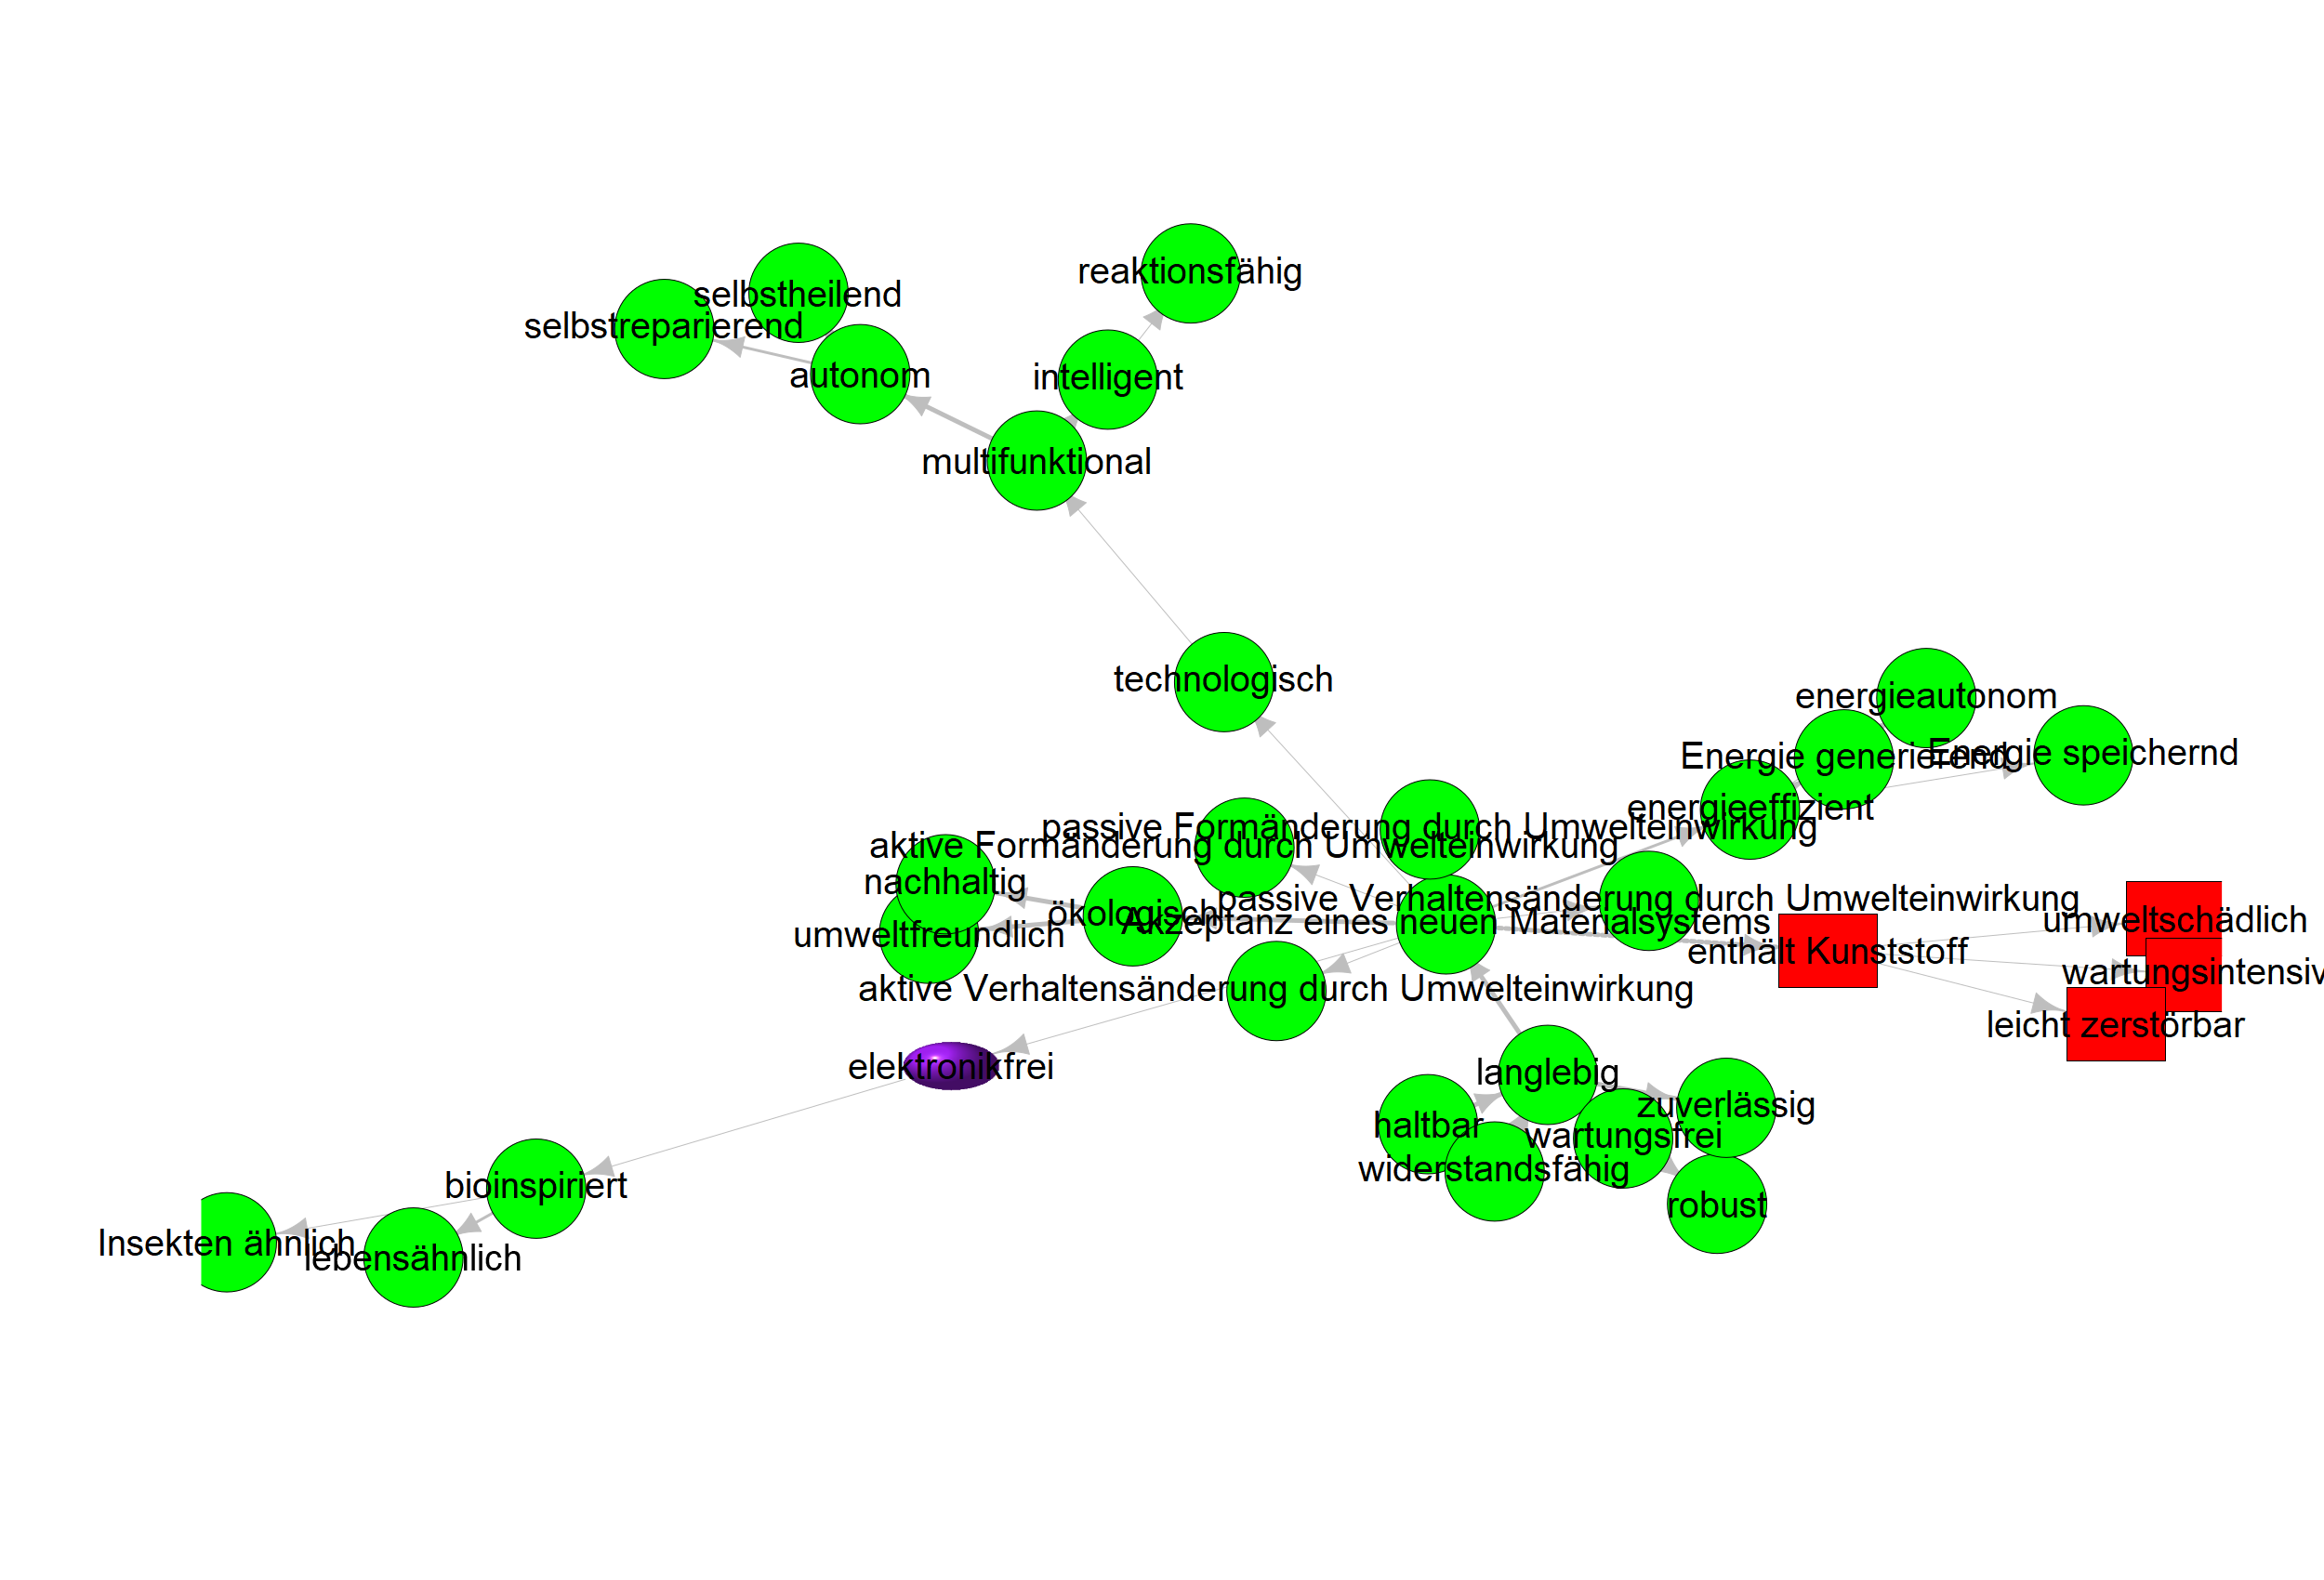 reaktionsfähig
selbstheilend
selbstreparierend
autonom
intelligent
multifunktional
technologisch
energieautonom
Energie generierend
Energie speichernd
energieeffizient
passive Formänderung durch Umwelteinwirkung
aktive Formänderung durch Umwelteinwirkung
nachhaltig
passive Verhaltensänderung durch Umwelteinwirkung
ökologisch
Akzeptanz eines neuen Materialsystems
umweltschädlich
umweltfreundlich
enthält Kunststoff
wartungsintensiv
aktive Verhaltensänderung durch Umwelteinwirkung
leicht zerstörbar
elektronikfrei
langlebig
zuverlässig
haltbar
wartungsfrei
widerstandsfähig
bioinspiriert
robust
Insekten ähnlich
lebensähnlich